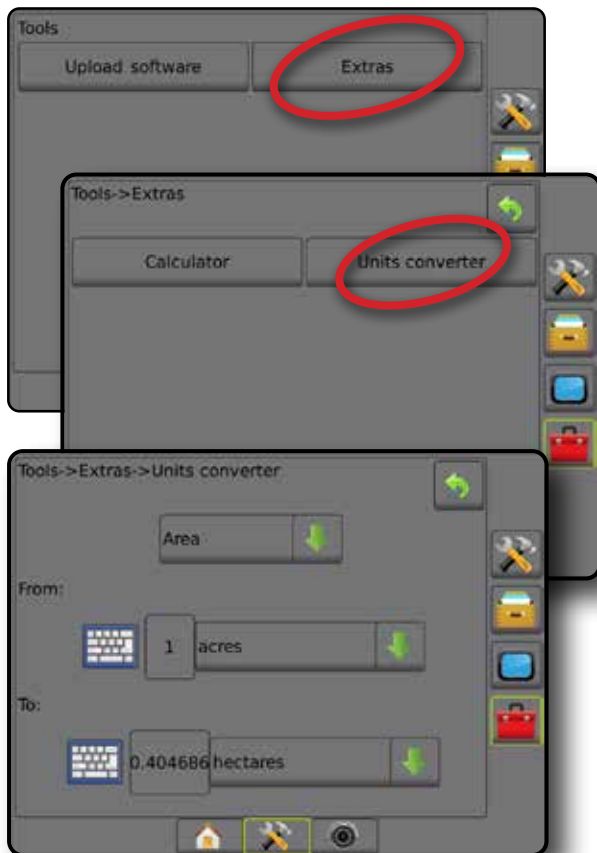 Tools
Upload software Extras
Tools->Extras
Calculator Units converter
Tools->Extras->Units converter
Area
From:
1 acres
To:
0.404686 hectares